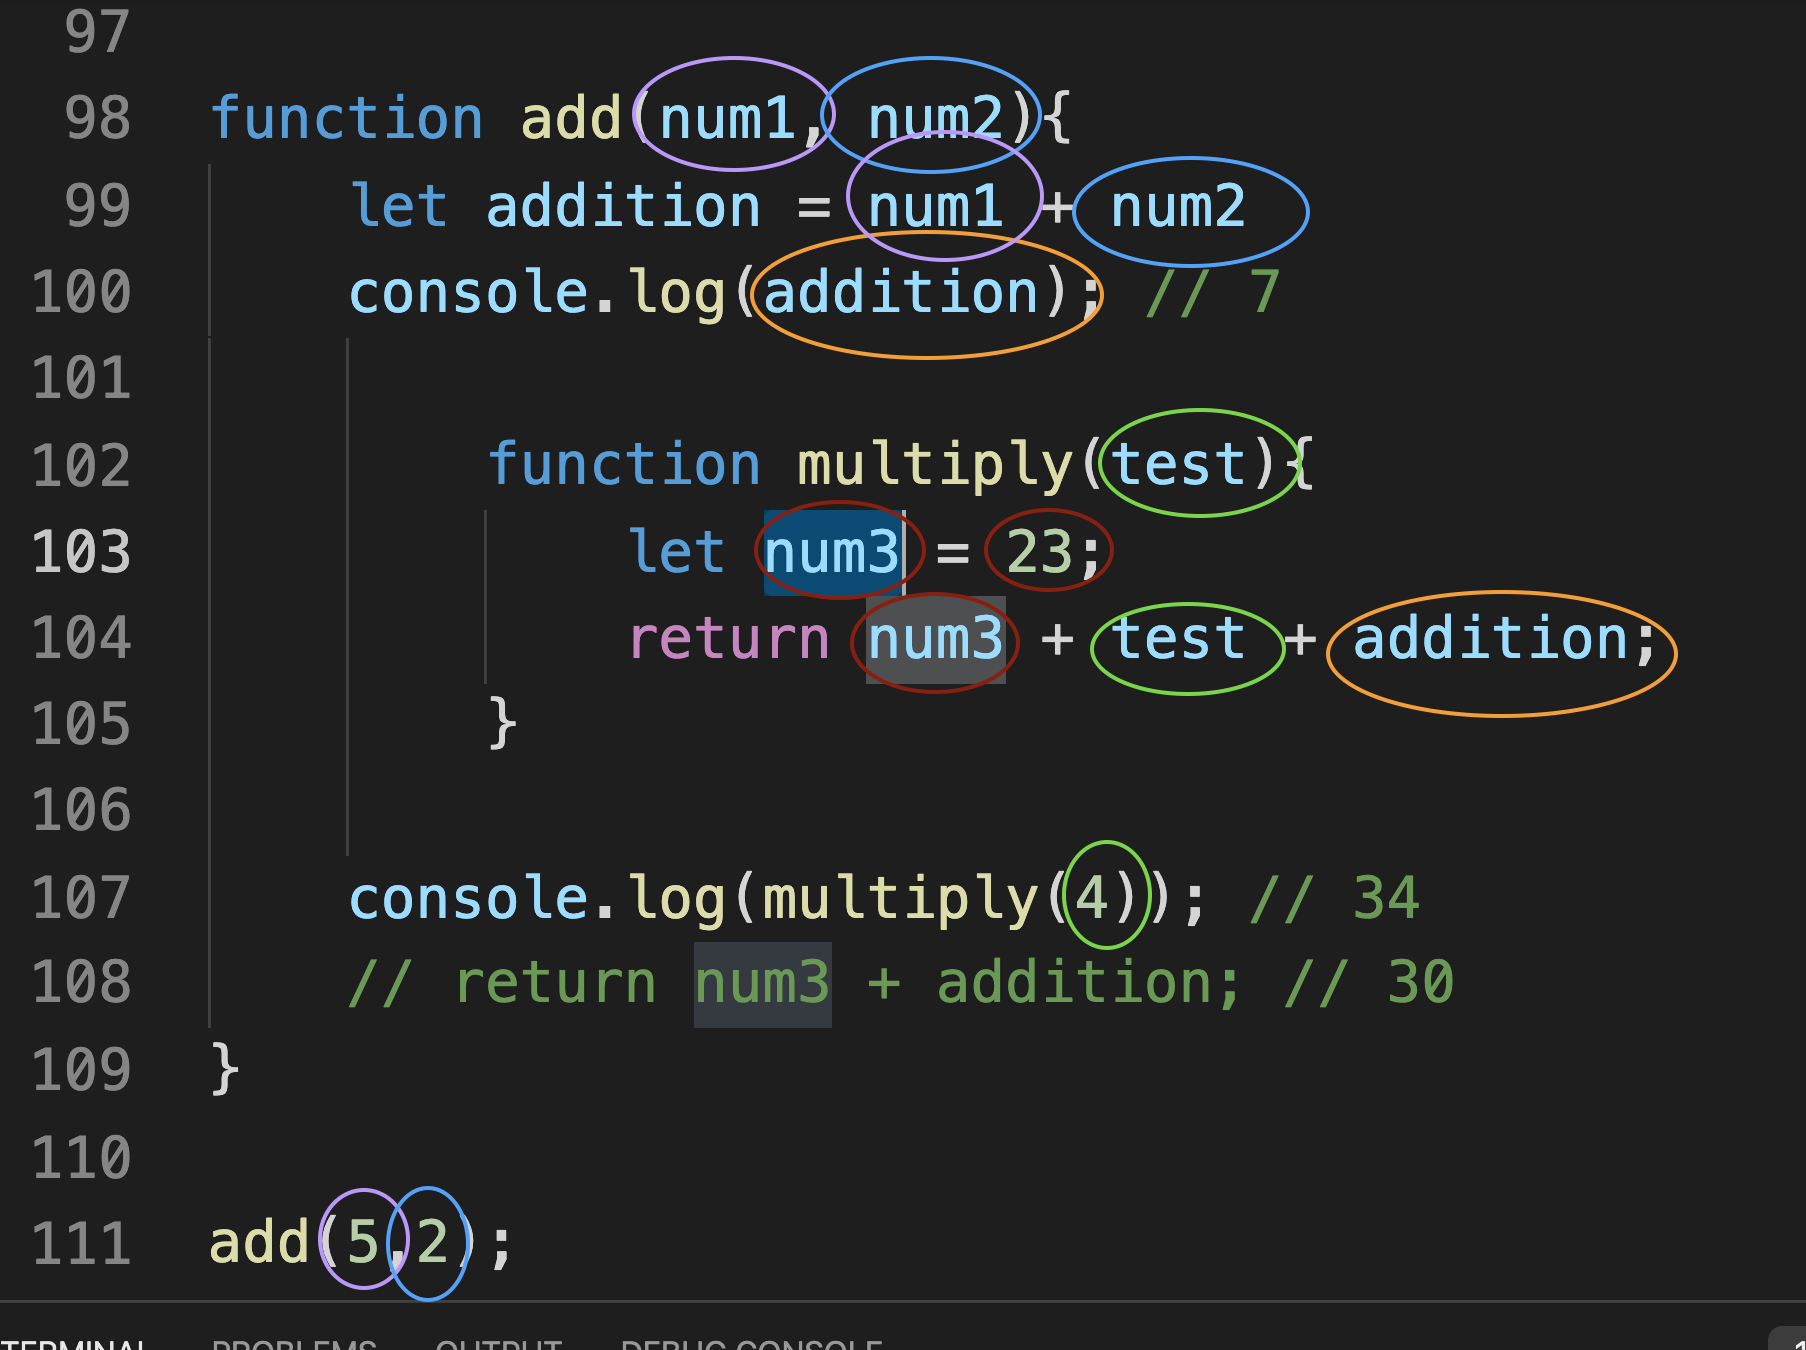 97
98 function add(num1, num2){
99 let addition = num1 + num2
100 console.log(addition); // 7
101
102 function multiply(test){
103 let num3 = 23;
104 return num3 + test + addition;
105 }
106
107 console.log(multiply(4)); // 34
108 // return num3 + addition; // 30
109 }
110
111 add(5,2);
TERMINAL PROBLEMS OUTPUT DEBUG CONSOLE